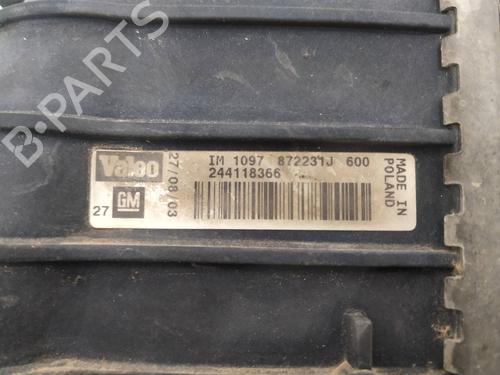 Valeo
27
GM
27/08/03
IM 1097 872231J 600
244118366
MADE IN
POLAND
B-PARTS